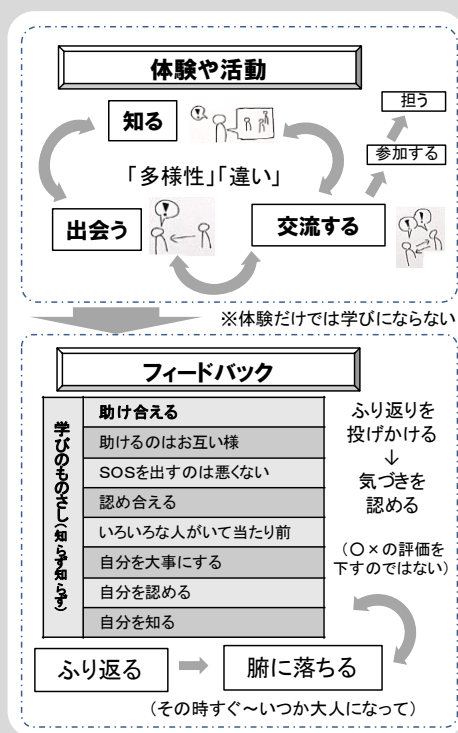 体験や活動
担う
知る
参加する
「多様性」「違い」
出会う
交流する
※体験だけでは学びにならない
フィードバック
学びのものさし(知らず知らず)
助け合える
助けるのはお互い様
SOSを出すのは悪くない
認め合える
いろいろな人がいて当たり前
自分を大事にする
自分を認める
自分を知る
ふり返りを
投げかける
↓
気づきを
認める
(〇×の評価を
下すのではない)
ふり返る
腑に落ちる
(その時すぐ~いつか大人になって)